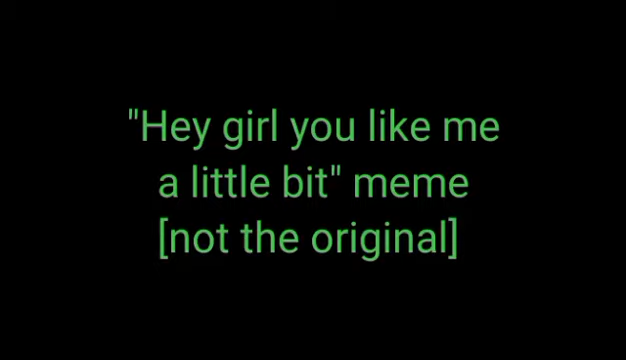 "Hey girl you like me
a little bit" meme
[not the original]